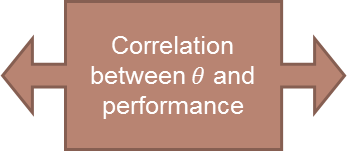 Correlation
between θ and
performance